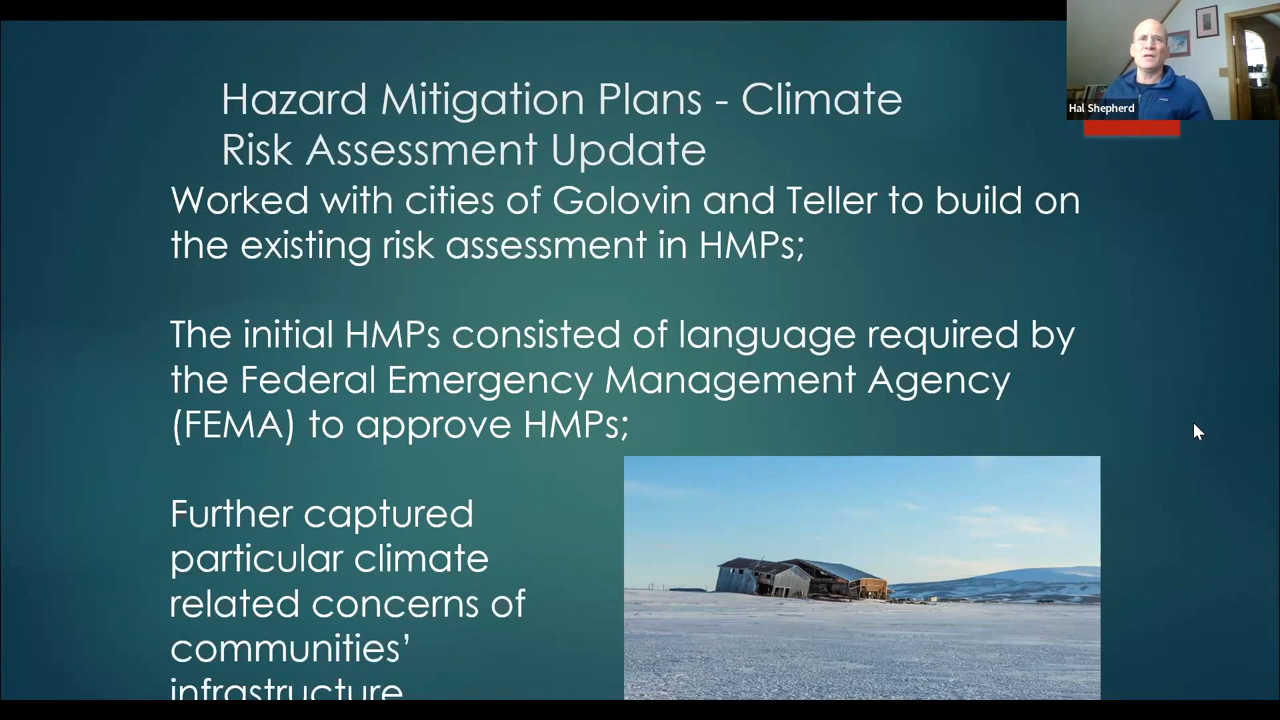 Hazard Mitigation Plans - Climate
Risk Assessment Update
Hal Shepherd
Worked with cities of Golovin and Teller to build on
the existing risk assessment in HMPs;
The initial HMPs consisted of language required by
the Federal Emergency Management Agency
(FEMA) to approve HMPs;
Further captured
particular climate
related concerns of
communities’
infrastructure